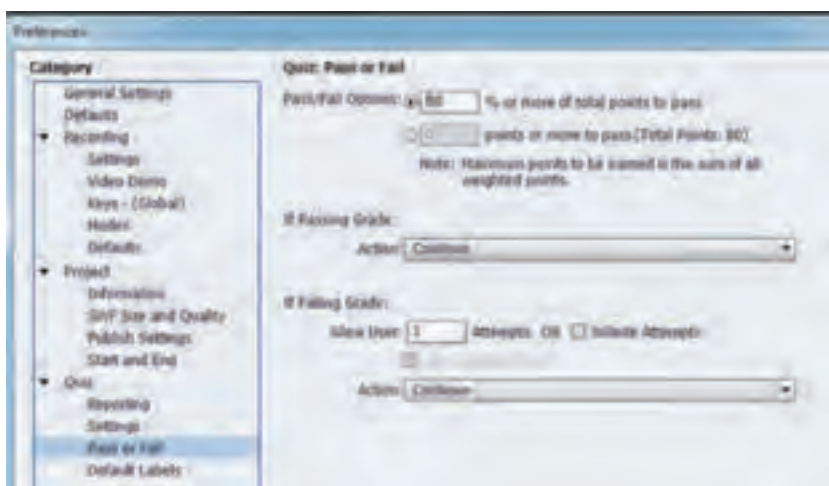 Preferences
Category
General Settings
Defaults
Recording
Settings
Video Demo
Keys - (Global)
Modes
Defaults
Project
Information
SWF Size and Quality
Publish Settings
Start and End
Quiz
Reporting
Settings
Pass or Fail
Default Labels
Quiz: Pass or Fail
Pass/Fail Options: 80 % or more of total points to pass
points or more to pass(Total Points: 80)
Note: Maximum points to be earned is the sum of all
weighted points.
If Passing Grade:
Action: Continue
If Failing Grade:
Allow User: 1 Attempts OR Infinite Attempts
Action: Continue